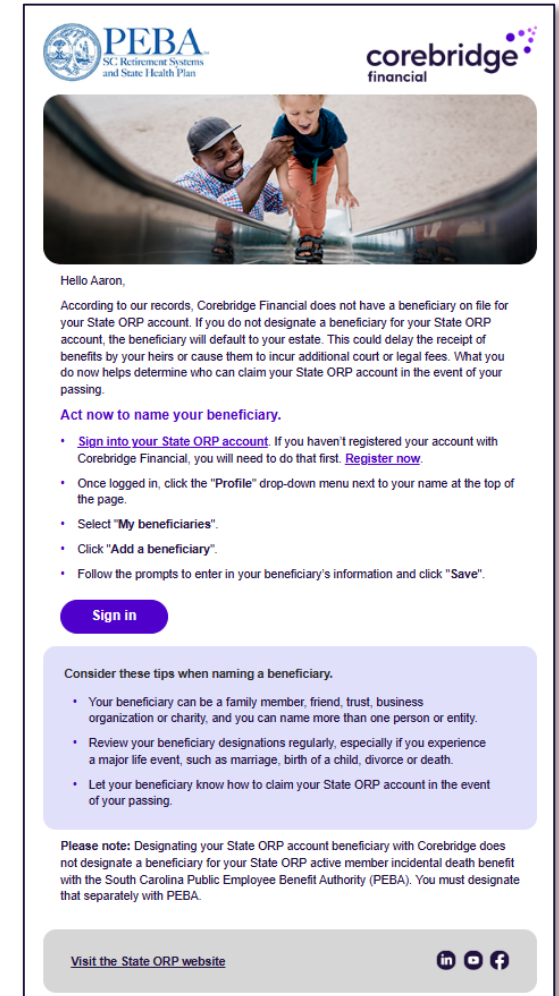 PEBA
SC Retirement Systems
and State Health Plan
corebridge
financial
Hello Aaron,
According to our records, Corebridge Financial does not have a beneficiary on file for
your State ORP account. If you do not designate a beneficiary for your State ORP
account, the beneficiary will default to your estate. This could delay the receipt of
benefits by your heirs or cause them to incur additional court or legal fees. What you
do now helps determine who can claim your State ORP account in the event of your
passing.
Act now to name your beneficiary.
• Sign into your State ORP account. If you haven't registered your account with
Corebridge Financial, you will need to do that first. Register now.
• Once logged in, click the "Profile" drop-down menu next to your name at the top of
the page.
• Select "My beneficiaries".
• Click "Add a beneficiary".
• Follow the prompts to enter in your beneficiary's information and click "Save".
Sign in
Consider these tips when naming a beneficiary.
• Your beneficiary can be a family member, friend, trust, business
organization or charity, and you can name more than one person or entity.
• Review your beneficiary designations regularly, especially if you experience
a major life event, such as marriage, birth of a child, divorce or death.
• Let your beneficiary know how to claim your State ORP account in the event
of your passing.
Please note: Designating your State ORP account beneficiary with Corebridge does
not designate a beneficiary for your State ORP active member incidental death benefit
with the South Carolina Public Employee Benefit Authority (PEBA). You must designate
that separately with PEBA.
Visit the State ORP website